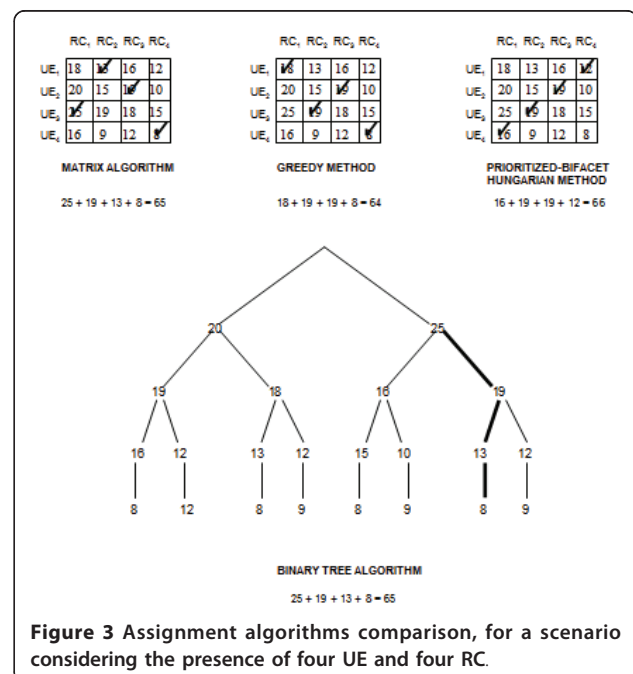 RC₁ RC₂ RC₃ RC₄
UE₁ 18 13 16 12
UE₂ 20 15 19 10
UE₃ 25 19 18 15
UE₄ 16 9 12 8
MATRIX ALGORITHM
25 + 19 + 13 + 8 = 65
RC₁ RC₂ RC₃ RC₄
UE₁ 18 13 16 12
UE₂ 20 15 19 10
UE₃ 25 19 18 15
UE₄ 16 9 12 8
GREEDY METHOD
18 + 19 + 19 + 8 = 64
RC₁ RC₂ RC₃ RC₄
UE₁ 18 13 16 12
UE₂ 20 15 19 10
UE₃ 25 19 18 15
UE₄ 16 9 12 8
PRIORITIZED-BIFACET
HUNGARIAN METHOD
16 + 19 + 19 + 12 = 66
20 25
19 18 16 19
16 12 13 12 15 10 13 12
8 12 8 9 8 9 8 9
BINARY TREE ALGORITHM
25 + 19 + 13 + 8 = 65
Figure 3 Assignment algorithms comparison, for a scenario
considering the presence of four UE and four RC.